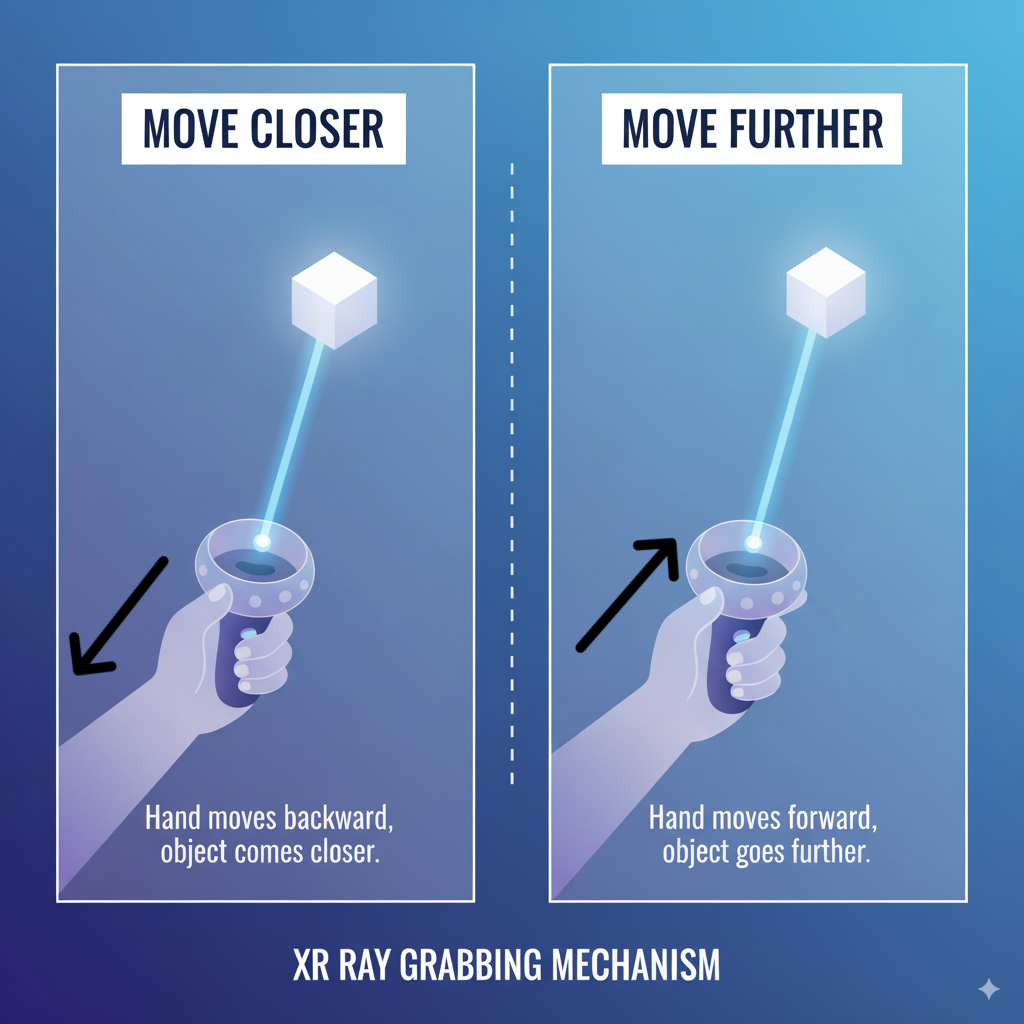 MOVE CLOSER
Hand moves backward,
object comes closer.
MOVE FURTHER
Hand moves forward,
object goes further.
XR RAY GRABBING MECHANISM